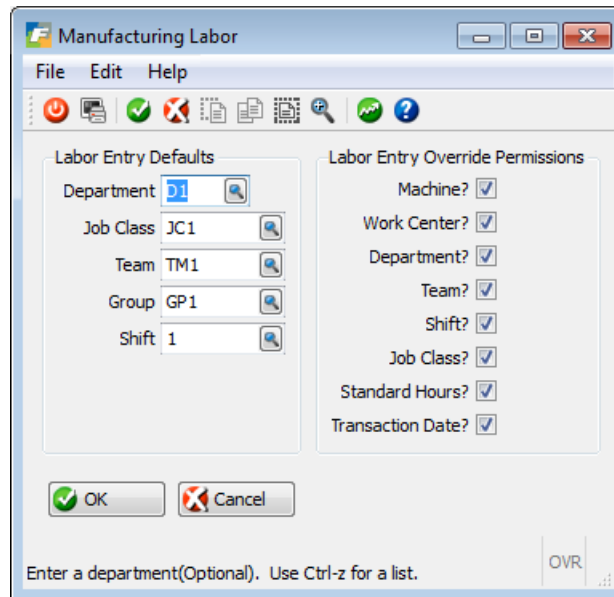 Manufacturing Labor
File Edit Help
Labor Entry Defaults
Department D1
Job Class JC1
Team TM1
Group GP1
Shift 1
Labor Entry Override Permissions
Machine?
Work Center?
Department?
Team?
Shift?
Job Class?
Standard Hours?
Transaction Date?
OK Cancel
Enter a department(Optional). Use Ctrl-z for a list.
OVR